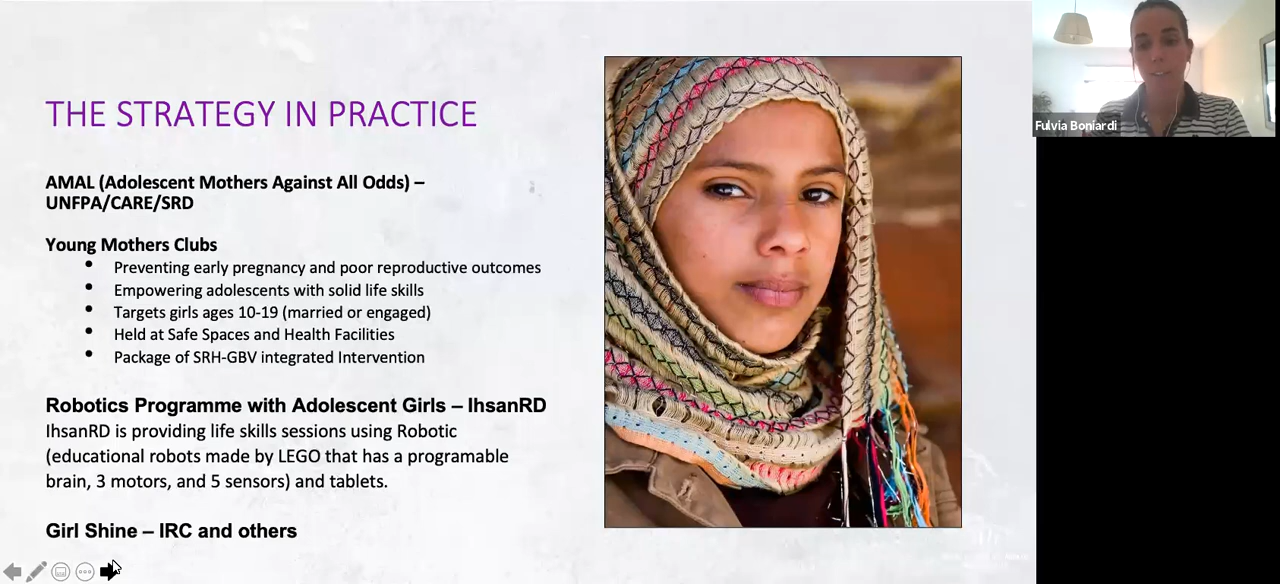 THE STRATEGY IN PRACTICE
AMAL (Adolescent Mothers Against All Odds) –
UNFPA/CARE/SRD
Young Mothers Clubs
• Preventing early pregnancy and poor reproductive outcomes
• Empowering adolescents with solid life skills
• Targets girls ages 10-19 (married or engaged)
• Held at Safe Spaces and Health Facilities
• Package of SRH-GBV integrated Intervention
Robotics Programme with Adolescent Girls – IhsanRD
IhsanRD is providing life skills sessions using Robotic
(educational robots made by LEGO that has a programable
brain, 3 motors, and 5 sensors) and tablets.
Girl Shine – IRC and others
Fulvia Boniardi